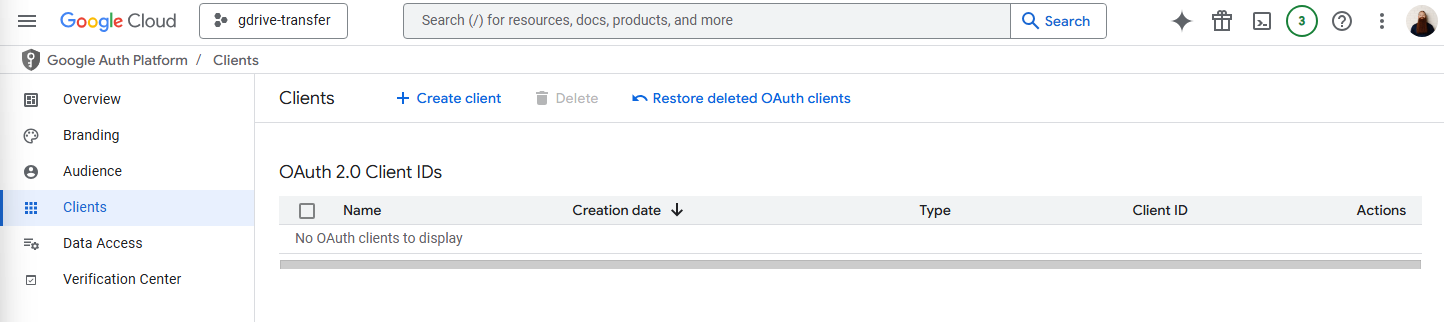 Google Cloud gdrive-transfer Search (/) for resources, docs, products, and more Search 3
Google Auth Platform / Clients
Overview
Branding
Audience
Clients
Data Access
Verification Center
Clients Create client Delete Restore deleted OAuth clients
OAuth 2.0 Client IDs
Name Creation date Type Client ID Actions
No OAuth clients to display